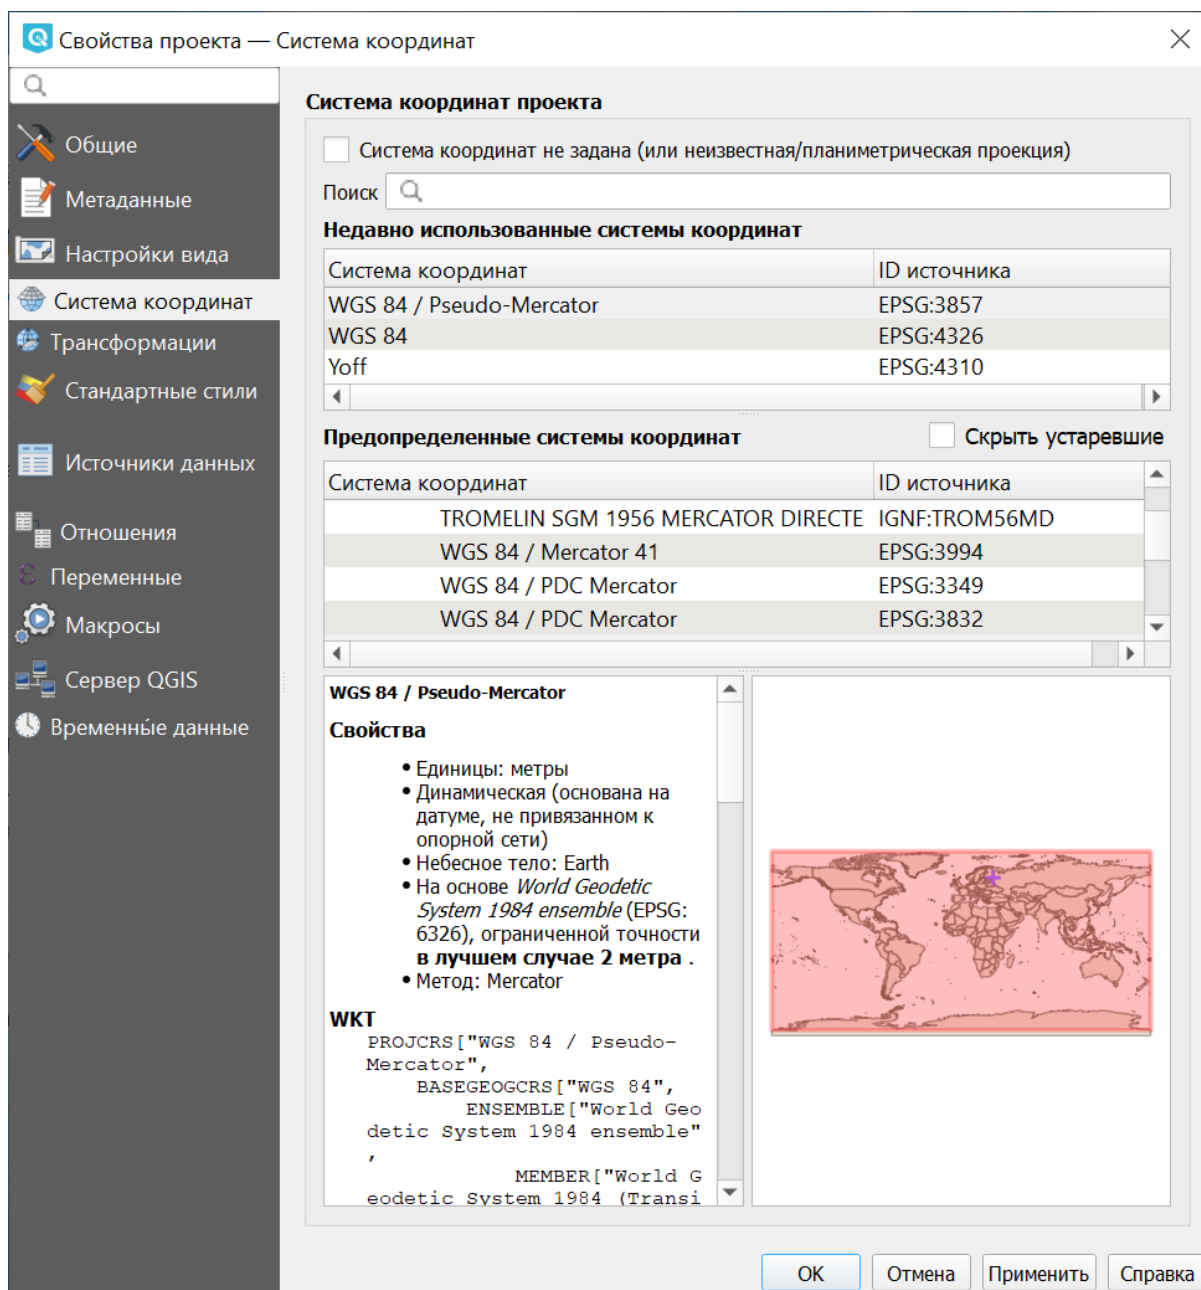 Свойства проекта — Система координат
Общие
Метаданные
Настройки вида
Система координат
Трансформации
Стандартные стили
Источники данных
Отношения
Переменные
Макросы
Сервер QGIS
Временны́е данные
Система координат проекта
Система координат не задана (или неизвестная/планиметрическая проекция)
Поиск
Недавно использованные системы координат
Система координат ID источника
WGS 84 / Pseudo-Mercator EPSG:3857
WGS 84 EPSG:4326
Yoff EPSG:4310
Предопределенные системы координат Скрыть устаревшие
Система координат ID источника
TROMELIN SGM 1956 MERCATOR DIRECTE IGNF:TROM56MD
WGS 84 / Mercator 41 EPSG:3994
WGS 84 / PDC Mercator EPSG:3349
WGS 84 / PDC Mercator EPSG:3832
WGS 84 / Pseudo-Mercator
Свойства
• Единицы: метры
• Динамическая (основана на
датуме, не привязанном к
опорной сети)
• Небесное тело: Earth
• На основе World Geodetic
System 1984 ensemble (EPSG:
6326), ограниченной точности
в лучшем случае 2 метра .
• Метод: Mercator
WKT
PROJCRS["WGS 84 / Pseudo-
Mercator",
BASEGEOGCRS["WGS 84",
ENSEMBLE["World Geo
detic System 1984 ensemble"
,
MEMBER["World G
eodetic System 1984 (Transi
OK Отмена Применить Справка